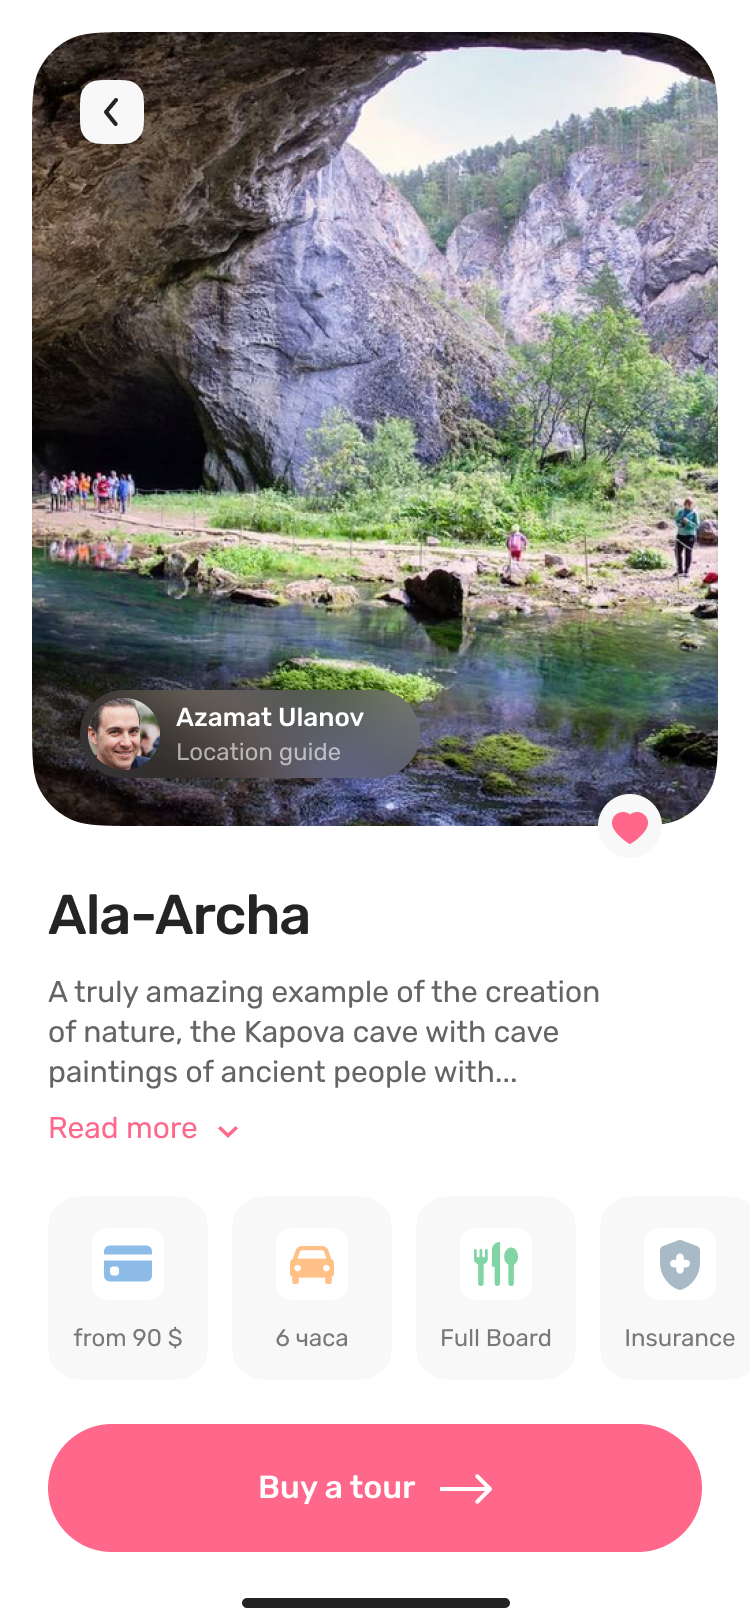 Azamat Ulanov
Location guide
Ala-Archa
A truly amazing example of the creation
of nature, the Kapova cave with cave
paintings of ancient people with...
Read more
from 90 $
6 часа
Full Board
Insurance
Buy a tour